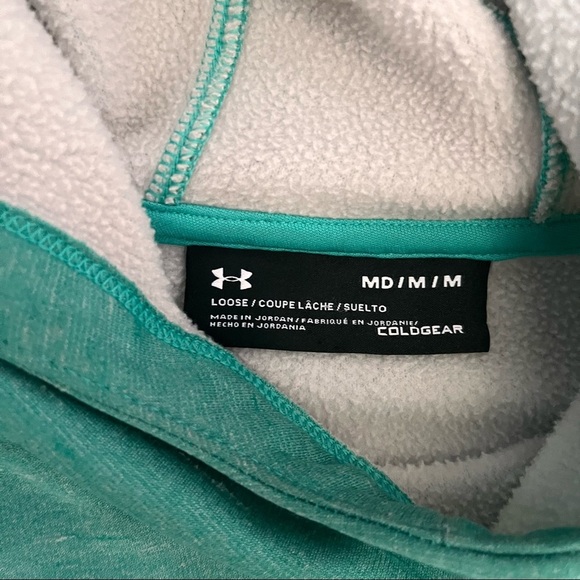 MD / M / M
LOOSE / COUPE LÂCHE / SUELTO
MADE IN JORDAN / FABRIQUÉ EN JORDANIE /
HECHO EN JORDANIA
COLDGEAR